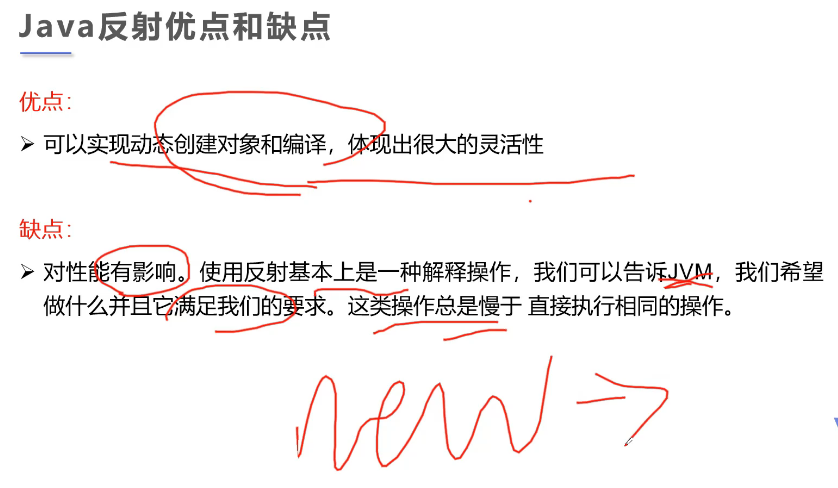 Java反射优点和缺点
优点：
➢ 可以实现动态创建对象和编译，体现出很大的灵活性
缺点：
➢ 对性能有影响。使用反射基本上是一种解释操作，我们可以告诉JVM，我们希望
做什么并且它满足我们的要求。这类操作总是慢于 直接执行相同的操作。
new